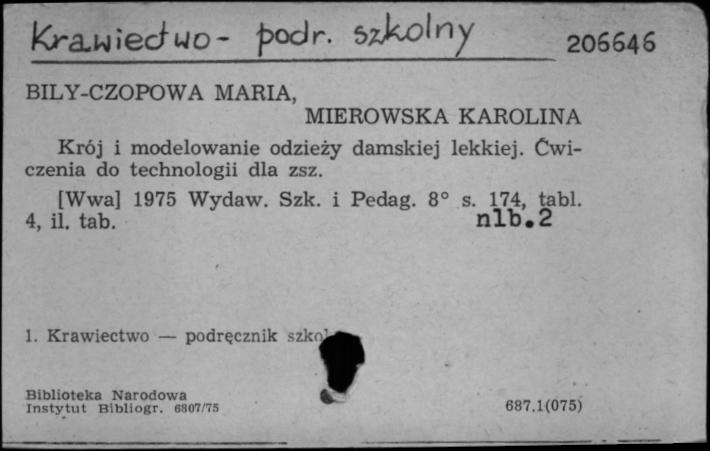 Krawiectwo - podr. szkolny
206646
BILY-CZOPOWA MARIA,
MIEROWSKA KAROLINA
Krój i modelowanie odzieży damskiej lekkiej. Ćwi-
czenia do technologii dla zsz.
[Wwa] 1975 Wydaw. Szk. i Pedag. 8° s. 174, tabl.
4, il. tab.
nlb.2
1. Krawiectwo — podręcznik
Biblioteka Narodowa
Instytut Bibliogr. 6807/75
687.1(075)